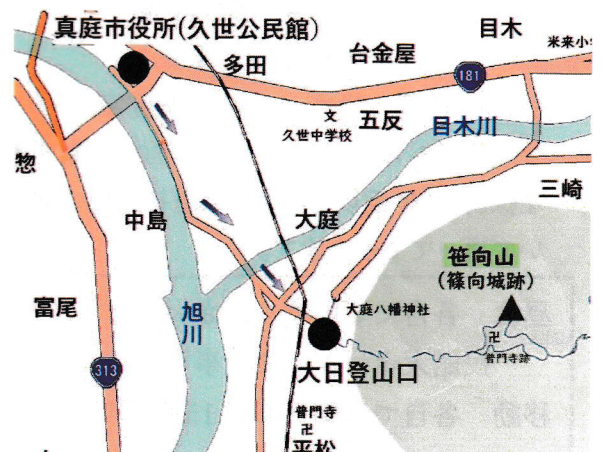 真庭市役所(久世公民館)
目木
米来小
台金屋
多田
181
文
久世中学校
五反
目木川
惣
三崎
中島
大庭
笹向山
(篠向城跡)
富尾
旭川
大庭八幡神社
卍
普門寺跡
313
大日登山口
普門寺
卍
平松